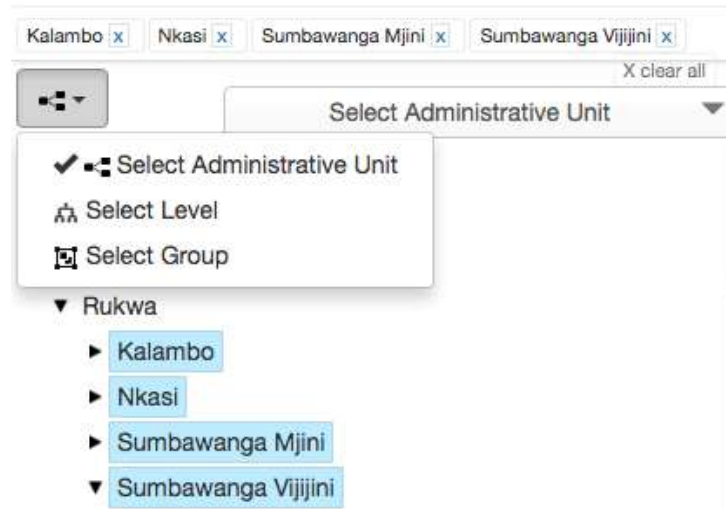 Kalambo x Nkasi x Sumbawanga Mjini x Sumbawanga Vijijini x
X clear all
Select Administrative Unit
Select Administrative Unit
Select Level
Select Group
Rukwa
Kalambo
Nkasi
Sumbawanga Mjini
Sumbawanga Vijijini